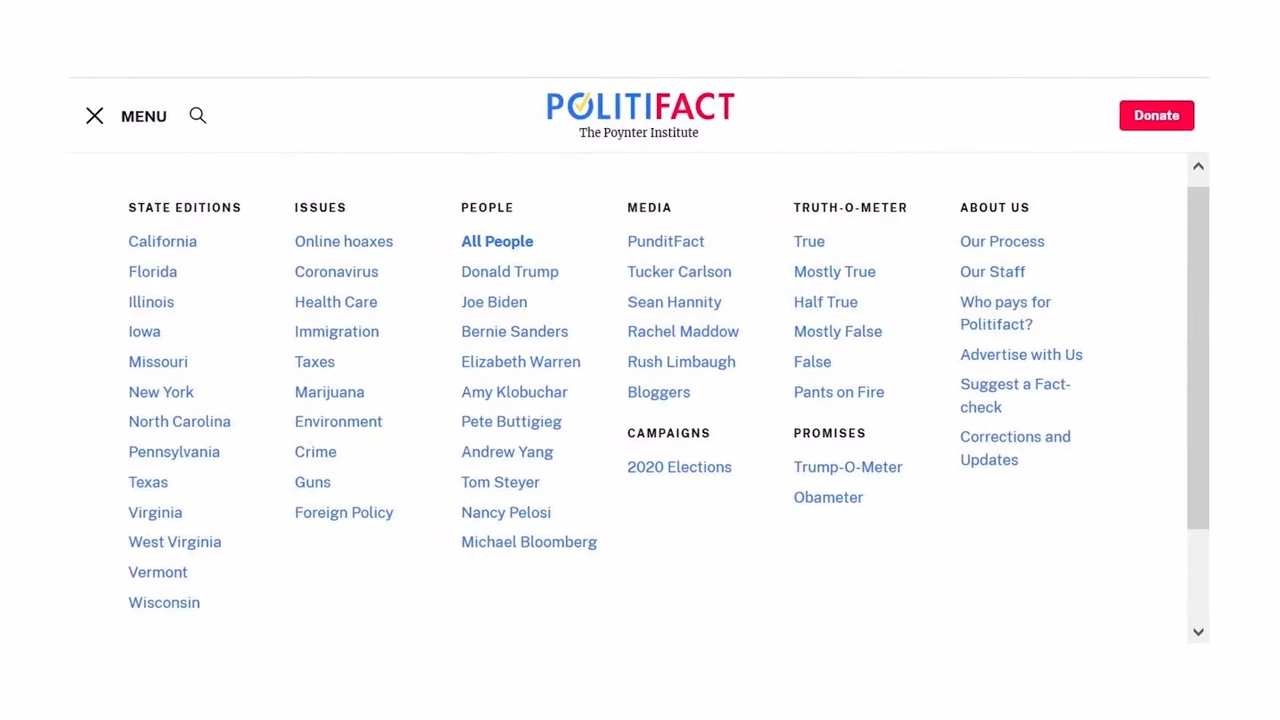 MENU
POLITIFACT
The Poynter Institute
Donate
STATE EDITIONS
California
Florida
Illinois
Iowa
Missouri
New York
North Carolina
Pennsylvania
Texas
Virginia
West Virginia
Vermont
Wisconsin
ISSUES
Online hoaxes
Coronavirus
Health Care
Immigration
Taxes
Marijuana
Environment
Crime
Guns
Foreign Policy
PEOPLE
All People
Donald Trump
Joe Biden
Bernie Sanders
Elizabeth Warren
Amy Klobuchar
Pete Buttigieg
Andrew Yang
Tom Steyer
Nancy Pelosi
Michael Bloomberg
MEDIA
PunditFact
Tucker Carlson
Sean Hannity
Rachel Maddow
Rush Limbaugh
Bloggers
CAMPAIGNS
2020 Elections
TRUTH-O-METER
True
Mostly True
Half True
Mostly False
False
Pants on Fire
PROMISES
Trump-O-Meter
Obameter
ABOUT US
Our Process
Our Staff
Who pays for
Politifact?
Advertise with Us
Suggest a Fact-
check
Corrections and
Updates